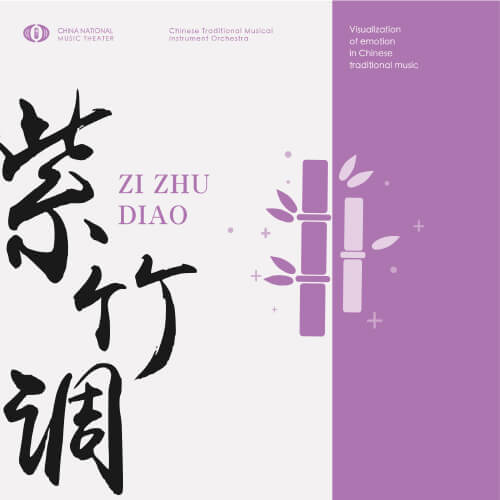 CHINA NATIONAL
MUSIC THEATER
Chinese Traditional Musical
Instrument Orchestra
Visualization
of emotion
in Chinese
traditional music
紫竹调
ZI ZHU
DIAO